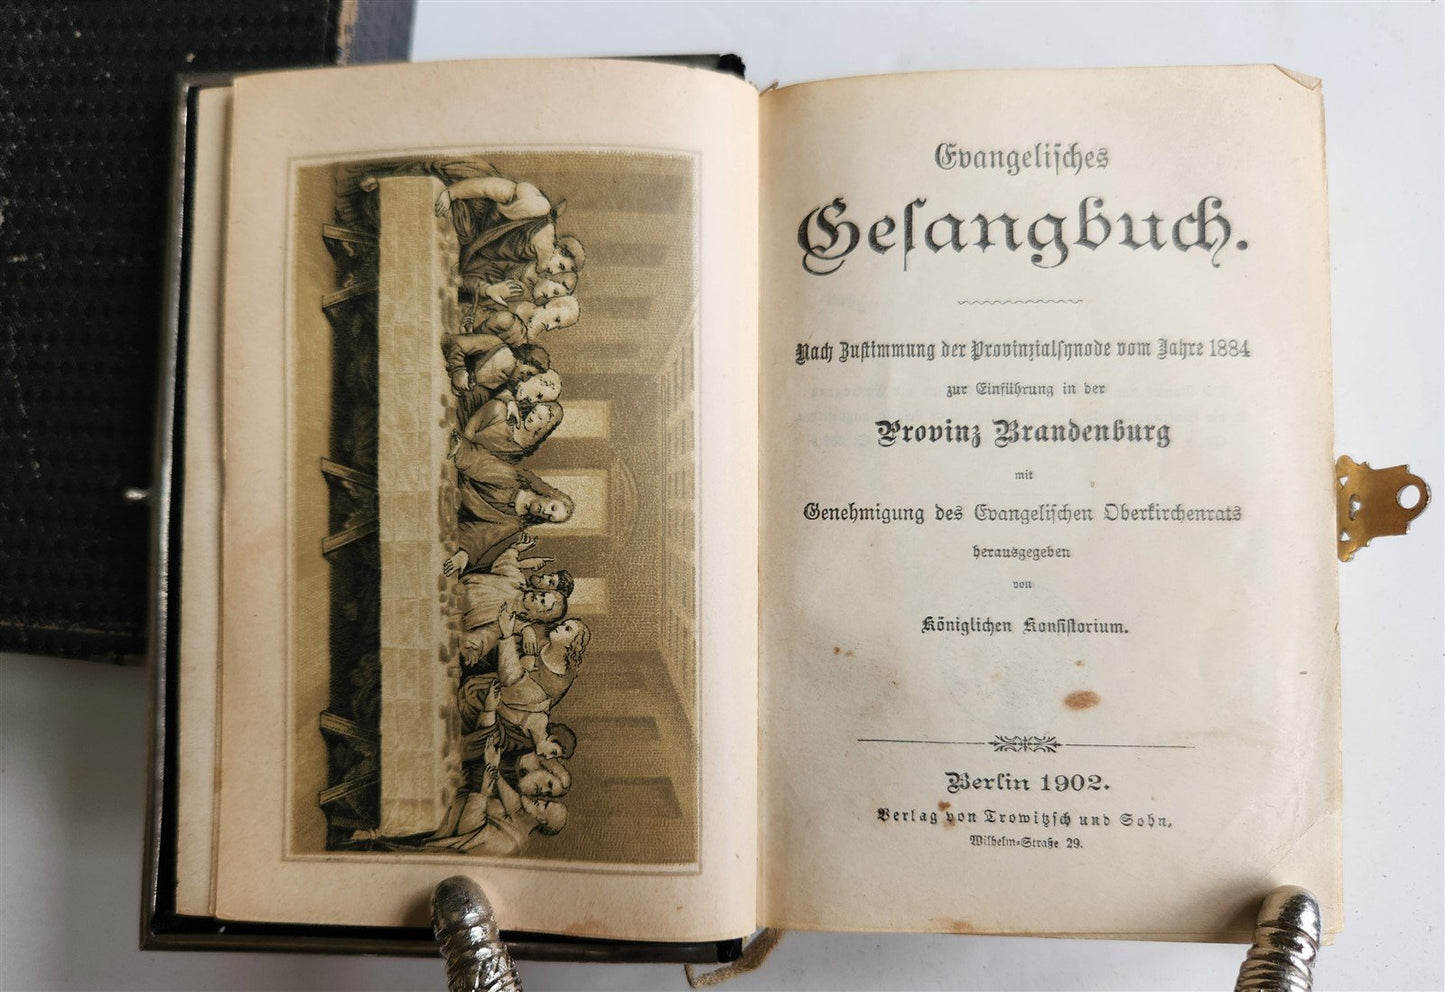 Evangelisches
Gesangbuch.
Nach Zustimmung der Provinzialsynode vom Jahre 1884
zur Einführung in der
Provinz Brandenburg
mit
Genehmigung des Evangelischen Oberkirchenrats
herausgegeben
von
Königlichen Konsistorium.
Berlin 1902.
Verlag von Trowitzsch und Sohn,
Wilhelm-Straße 29.